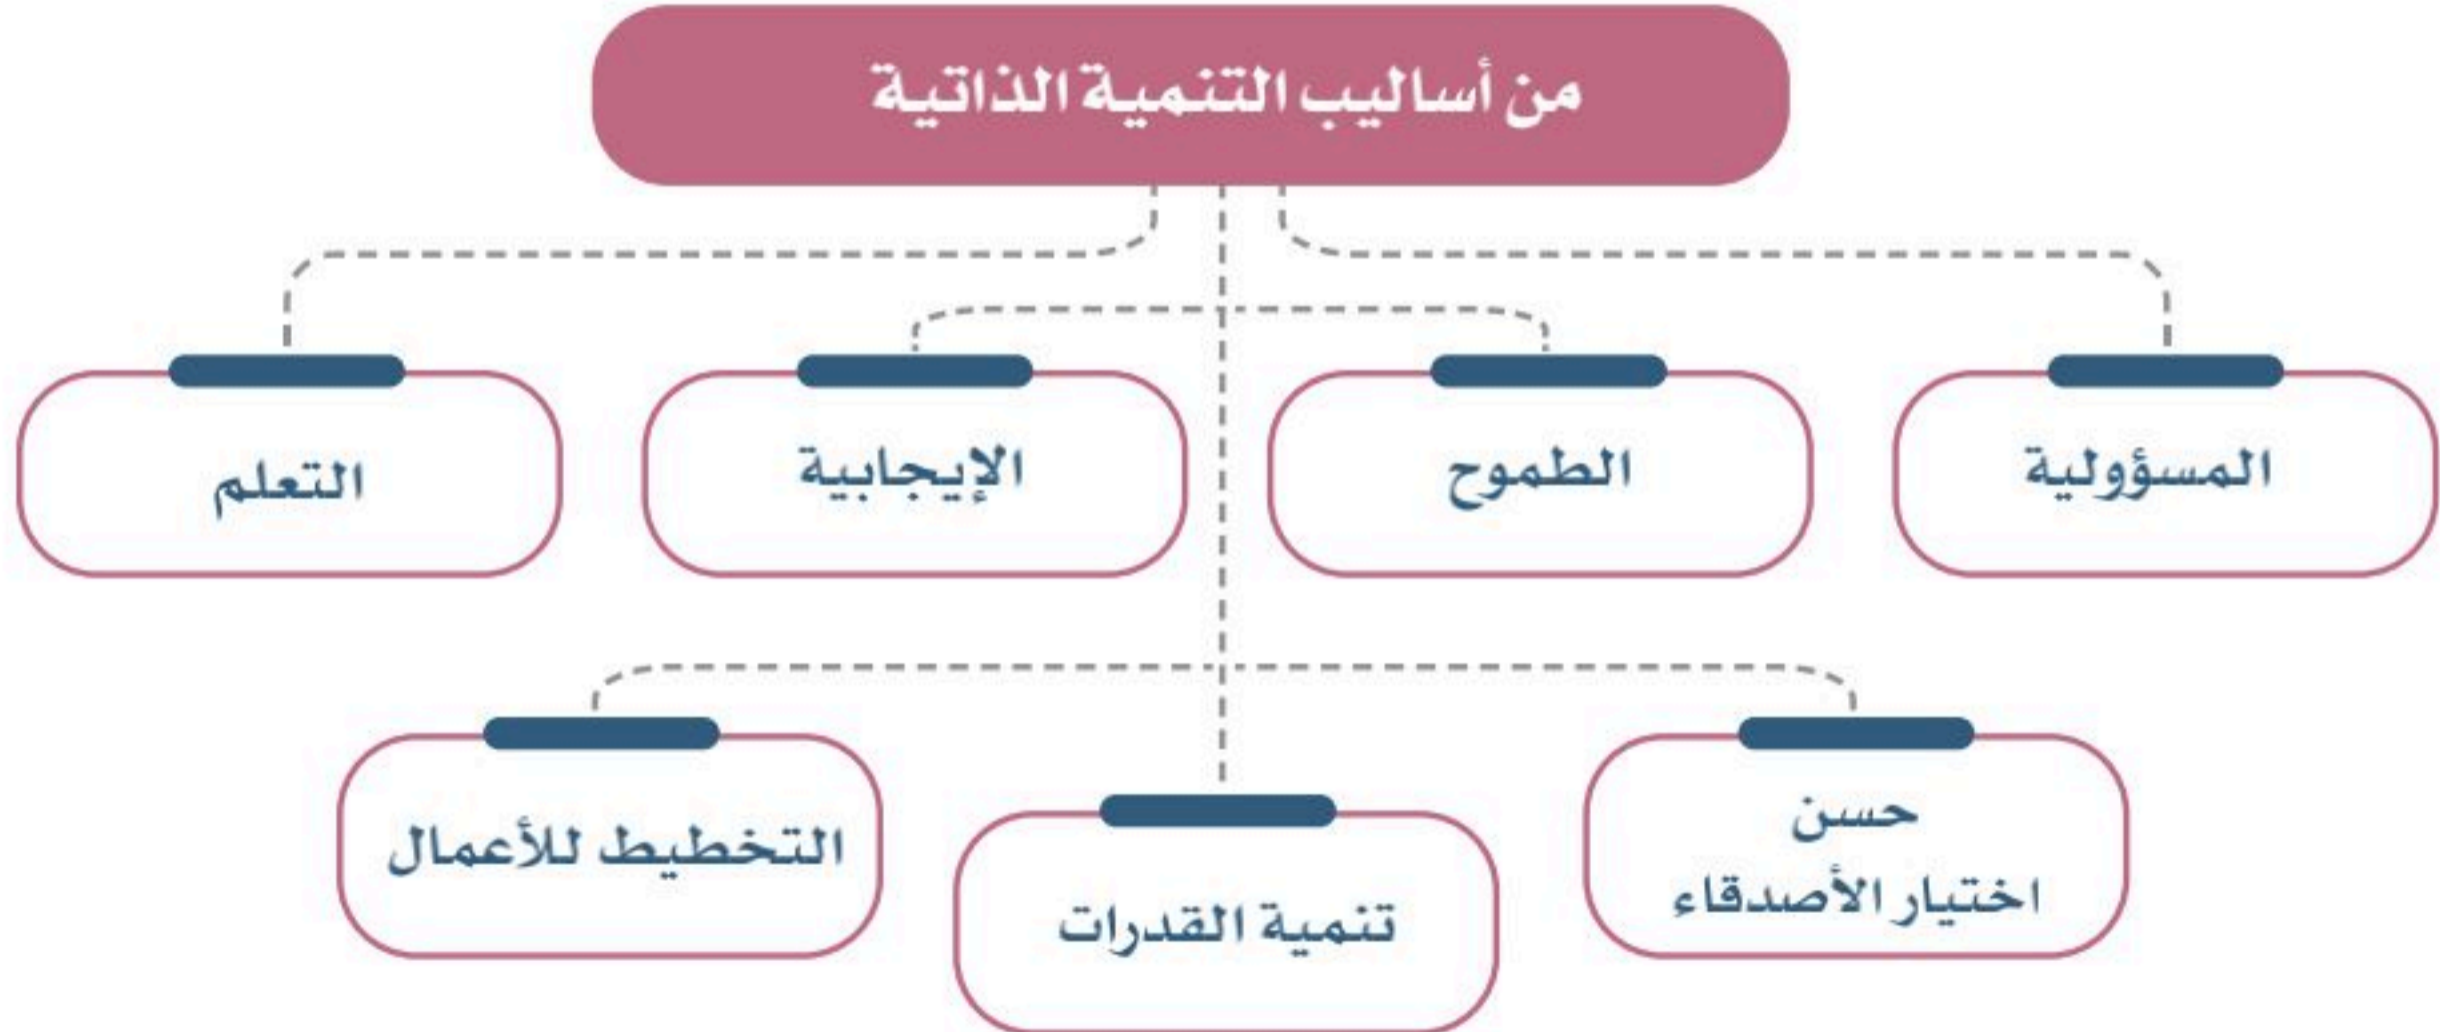 من أساليب التنمية الذاتية
المسؤولية
الطموح
الإيجابية
التعلم
حسن
اختيار الأصدقاء
تنمية القدرات
التخطيط للأعمال